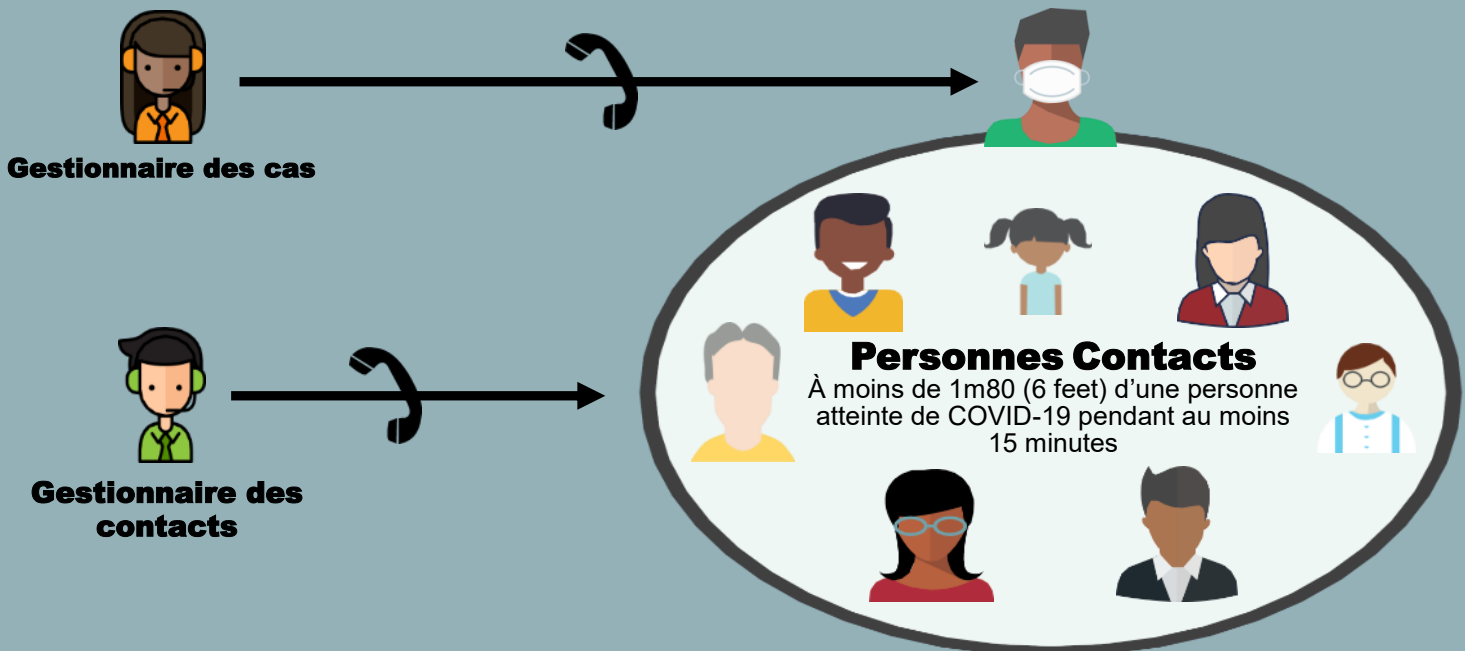 Gestionnaire des cas
Personnes Contacts
À moins de 1m80 (6 feet) d’une personne
atteinte de COVID-19 pendant au moins
15 minutes
Gestionnaire des
contacts